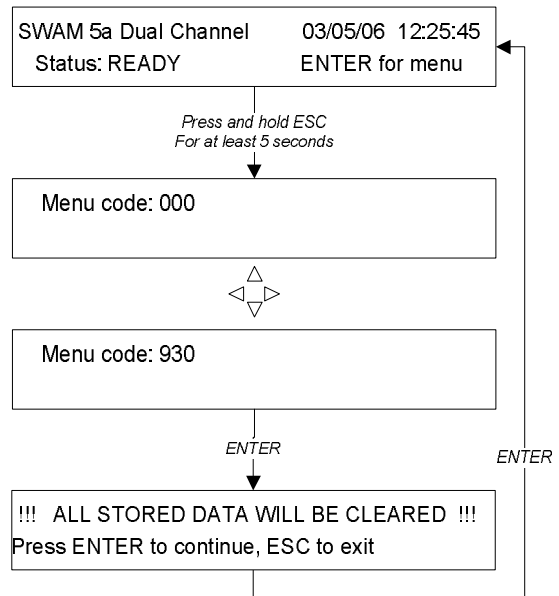 SWAM 5a Dual Channel 03/05/06 12:25:45
Status: READY ENTER for menu
Press and hold ESC
For at least 5 seconds
Menu code: 000
Menu code: 930
ENTER
ENTER
!!! ALL STORED DATA WILL BE CLEARED !!!
Press ENTER to continue, ESC to exit